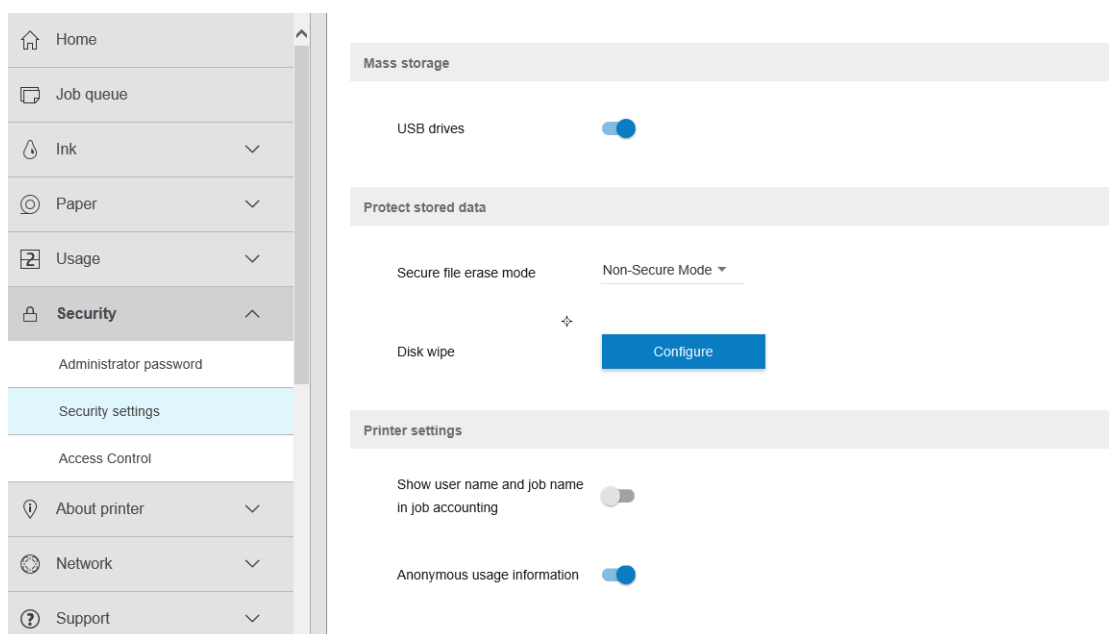 Home
Job queue
Ink
Paper
Usage
Security
Administrator password
Security settings
Access Control
About printer
Network
Support
Mass storage
USB drives
Protect stored data
Secure file erase mode
Non-Secure Mode
Disk wipe
Configure
Printer settings
Show user name and job name
in job accounting
Anonymous usage information